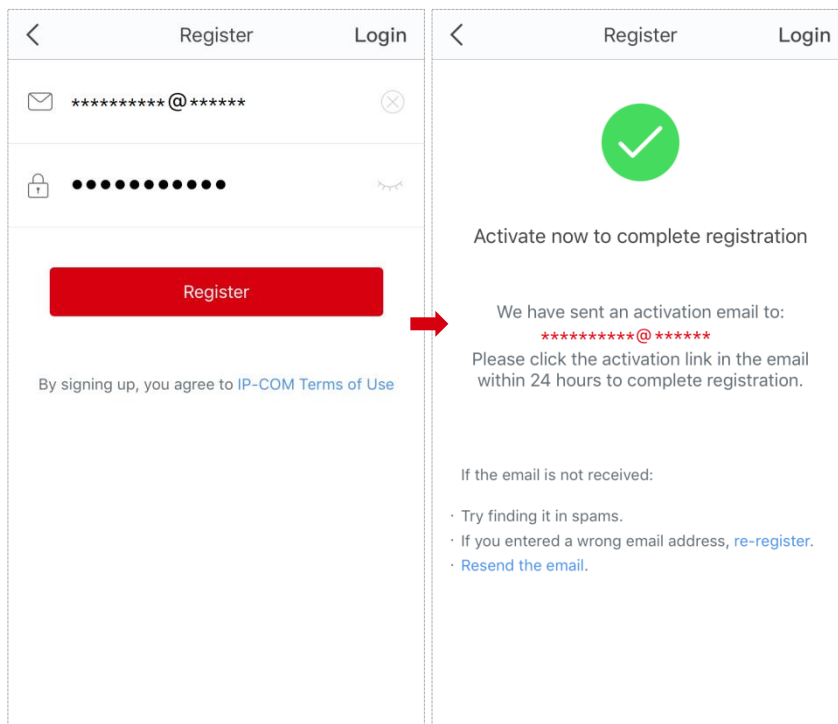 Register Login
**********@******
●●●●●●●●●●●
Register
By signing up, you agree to IP-COM Terms of Use
Register Login
Activate now to complete registration
We have sent an activation email to:
**********@******
Please click the activation link in the email
within 24 hours to complete registration.
If the email is not received:
· Try finding it in spams.
· If you entered a wrong email address, re-register.
· Resend the email.